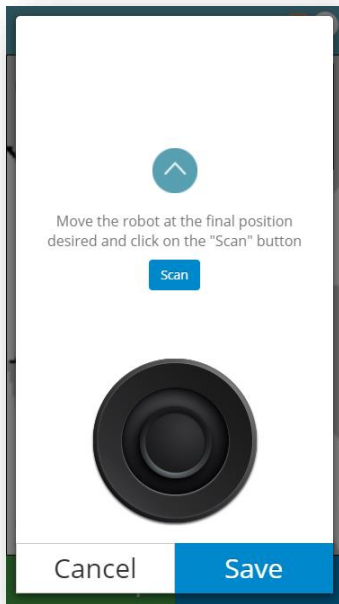 Move the robot at the final position
desired and click on the "Scan" button
Scan
Cancel
Save